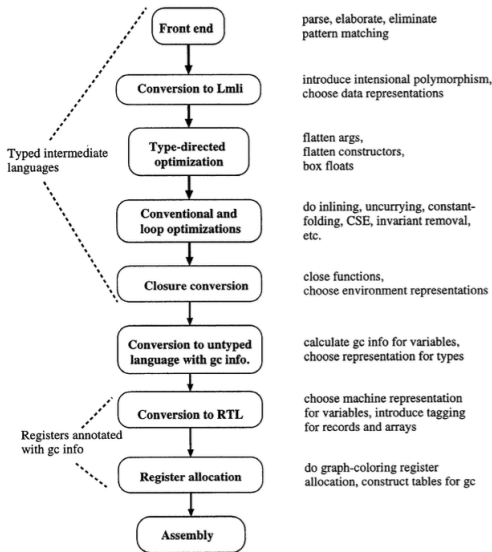 Front end
parse, elaborate, eliminate
pattern matching
Conversion to Lmli
introduce intensional polymorphism,
choose data representations
Typed intermediate
languages
Type-directed
optimization
flatten args,
flatten constructors,
box floats
Conventional and
loop optimizations
do inlining, uncurrying, constant-
folding, CSE, invariant removal,
etc.
Closure conversion
close functions,
choose environment representations
Conversion to untyped
language with gc info.
calculate gc info for variables,
choose representation for types
Conversion to RTL
choose machine representation
for variables, introduce tagging
for records and arrays
Registers annotated
with gc info
Register allocation
do graph-coloring register
allocation, construct tables for gc
Assembly